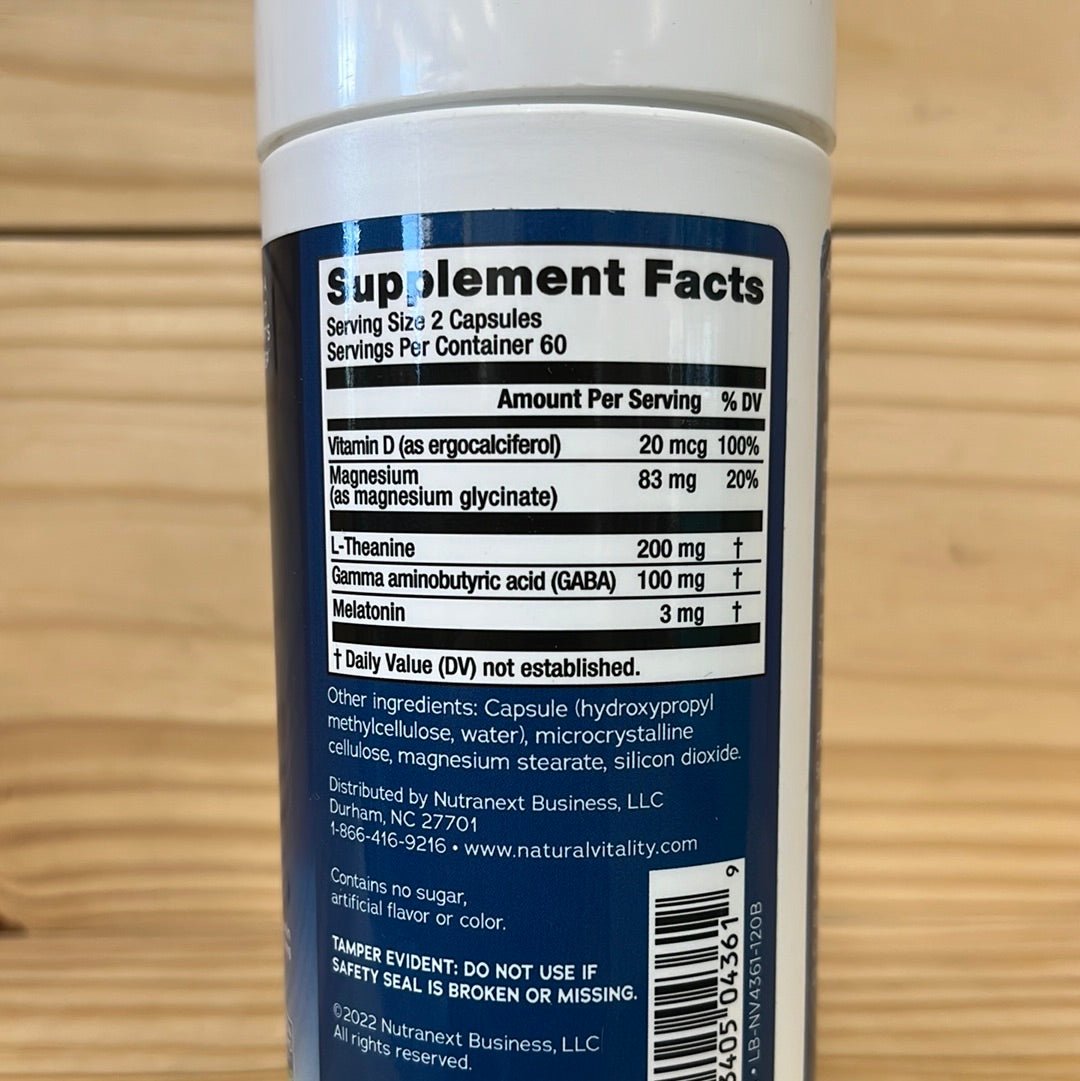 Supplement Facts
Serving Size 2 Capsules
Servings Per Container 60
Amount Per Serving % DV
Vitamin D (as ergocalciferol) 20 mcg 100%
Magnesium
(as magnesium glycinate) 83 mg 20%
L-Theanine 200 mg †
Gamma aminobutyric acid (GABA) 100 mg †
Melatonin 3 mg †
† Daily Value (DV) not established.
Other ingredients: Capsule (hydroxypropyl
methylcellulose, water), microcrystalline
cellulose, magnesium stearate, silicon dioxide.
Distributed by Nutranext Business, LLC
Durham, NC 27701
1-866-416-9216 • www.naturalvitality.com
Contains no sugar,
artificial flavor or color.
TAMPER EVIDENT: DO NOT USE IF
SAFETY SEAL IS BROKEN OR MISSING.
©2022 Nutranext Business, LLC
All rights reserved.
3405 04361 9
• LB-NV4361-120B